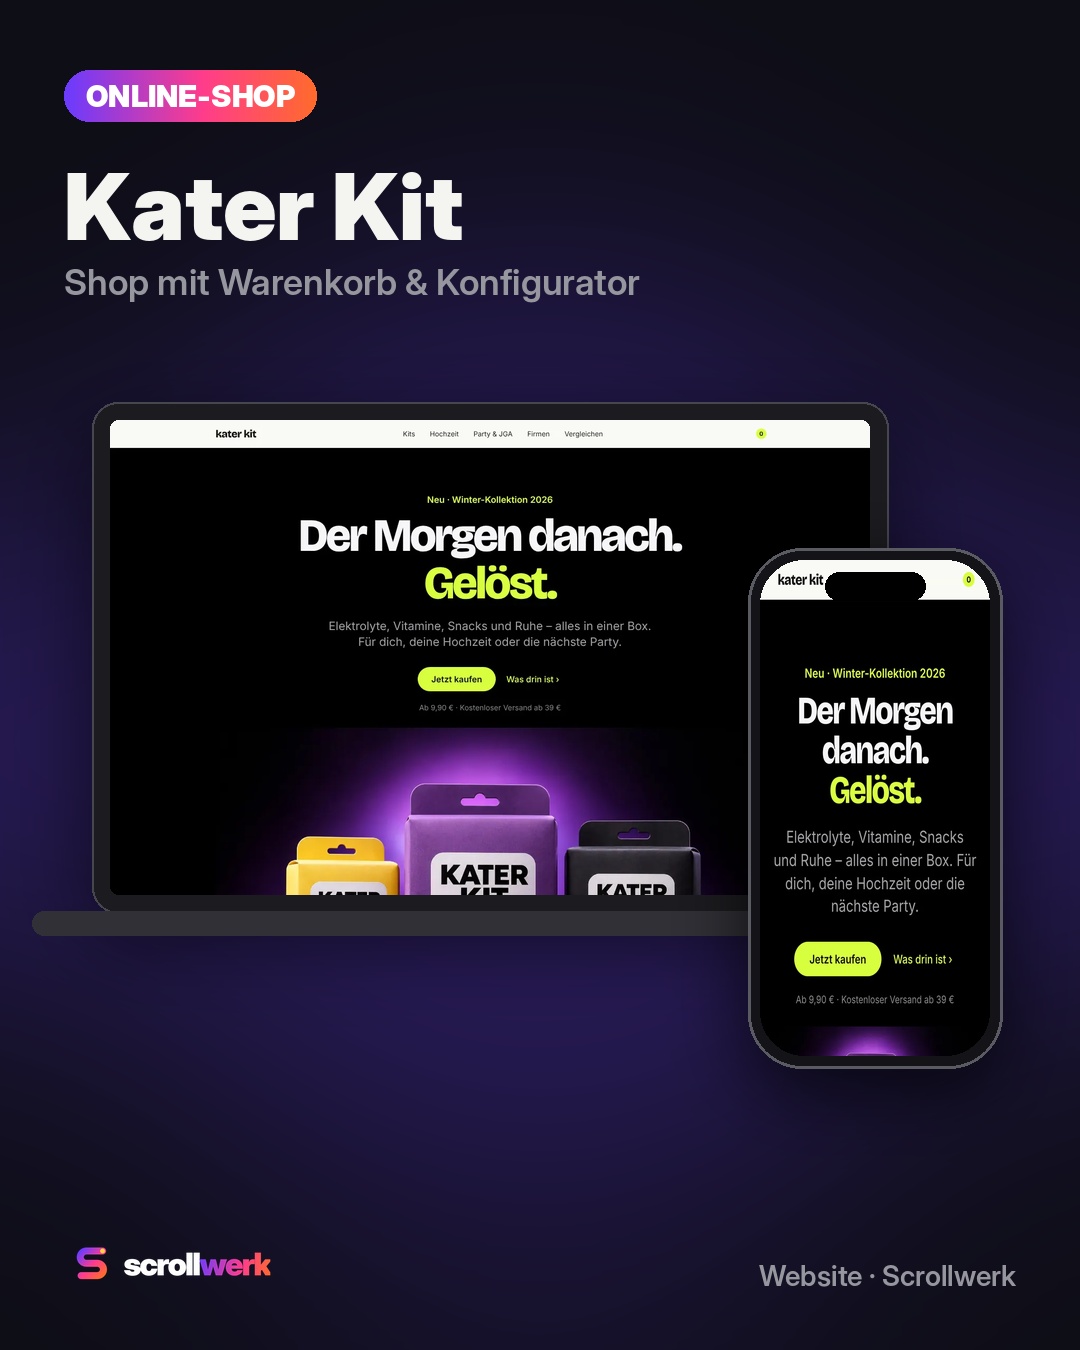 ONLINE-SHOP
Kater Kit
Shop mit Warenkorb & Konfigurator
kater kit
Kits Hochzeit Party & JGA Firmen Vergleichen
0
Neu · Winter-Kollektion 2026
Der Morgen danach.
Gelöst.
Elektrolyte, Vitamine, Snacks und Ruhe – alles in einer Box.
Für dich, deine Hochzeit oder die nächste Party.
Jetzt kaufen
Was drin ist ›
Ab 9,90 € · Kostenloser Versand ab 39 €
KATER
KATER
KIT
KATER
kater kit
0
Neu · Winter-Kollektion 2026
Der Morgen
danach.
Gelöst.
Elektrolyte, Vitamine, Snacks
und Ruhe – alles in einer Box. Für
dich, deine Hochzeit oder die
nächste Party.
Jetzt kaufen
Was drin ist ›
Ab 9,90 € · Kostenloser Versand ab 39 €
scrollwerk
Website · Scrollwerk